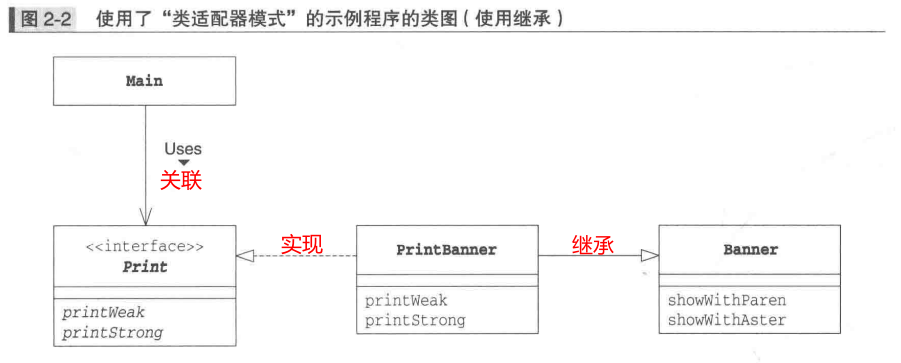 图 2-2 使用了“类适配器模式”的示例程序的类图(使用继承)
Main
Uses
关联
<<interface>>
Print
printWeak
printStrong
实现
PrintBanner
printWeak
printStrong
继承
Banner
showWithParen
showWithAster